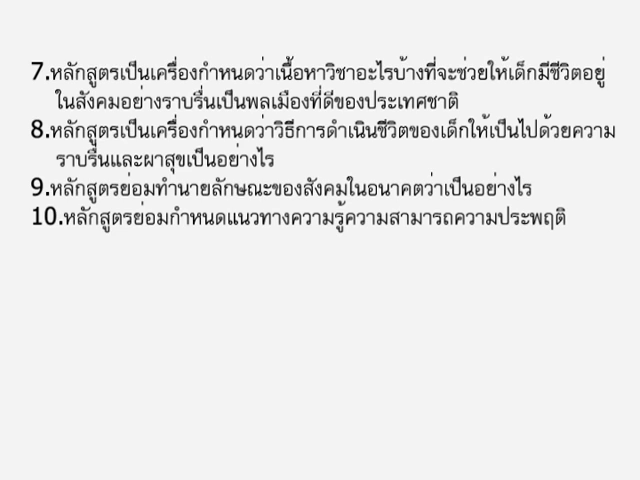 7.หลักสูตรเป็นเครื่องกำหนดว่าเนื้อหาวิชาอะไรบ้างที่จะช่วยให้เด็กมีชีวิตอยู่
ในสังคมอย่างราบรื่นเป็นพลเมืองที่ดีของประเทศชาติ
8.หลักสูตรเป็นเครื่องกำหนดว่าวิธีการดำเนินชีวิตของเด็กให้เป็นไปด้วยความ
ราบรื่นและผาสุขเป็นอย่างไร
9.หลักสูตรย่อมทำนายลักษณะของสังคมในอนาคตว่าเป็นอย่างไร
10.หลักสูตรย่อมกำหนดแนวทางความรู้ความสามารถความประพฤติ